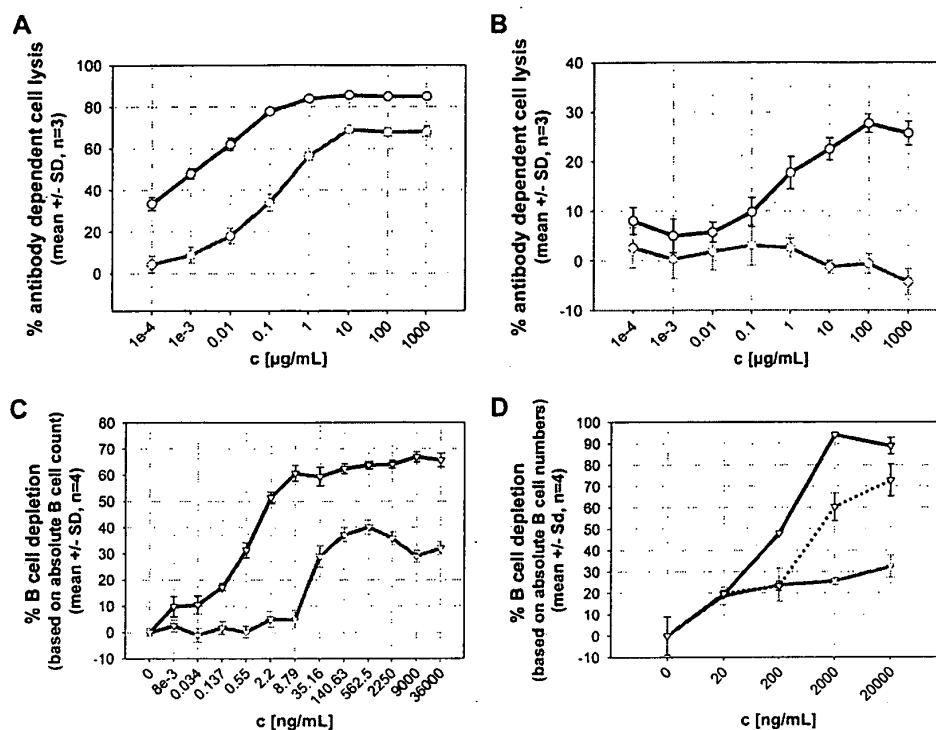 A
% antibody dependent cell lysis
(mean +/- SD, n=3)
100
80
60
40
20
0
1e-4
1e-3
0.01
0.1
1
10
100
1000
c [µg/mL]
B
% antibody dependent cell lysis
(mean +/- SD, n=3)
40
30
20
10
0
-10
1e-4
1e-3
0.01
0.1
1
10
100
1000
c [µg/mL]
C
% B cell depletion
(based on absolute B cell count)
(mean +/- SD, n=4)
80
70
60
50
40
30
20
10
0
-10
0
8e-3
0.034
0.137
0.55
2.2
8.79
35.16
140.63
562.5
2250
9000
36000
c [ng/mL]
D
% B cell depletion
(based on absolute B cell numbers)
(mean +/- Sd, n=4)
100
90
80
70
60
50
40
30
20
10
0
-10
0
20
200
2000
20000
c [ng/mL]